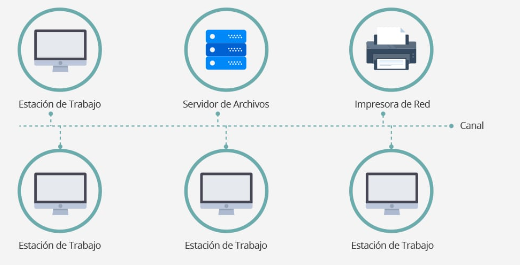 Estación de Trabajo
Servidor de Archivos
Impresora de Red
Canal
Estación de Trabajo
Estación de Trabajo
Estación de Trabajo